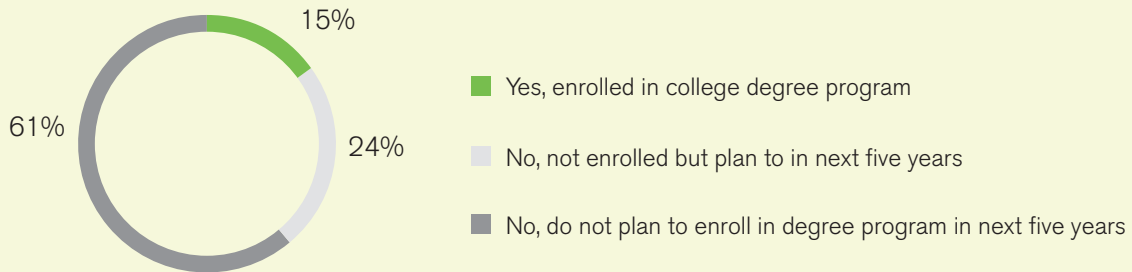 15%
61%
24%
Yes, enrolled in college degree program
No, not enrolled but plan to in next five years
No, do not plan to enroll in degree program in next five years